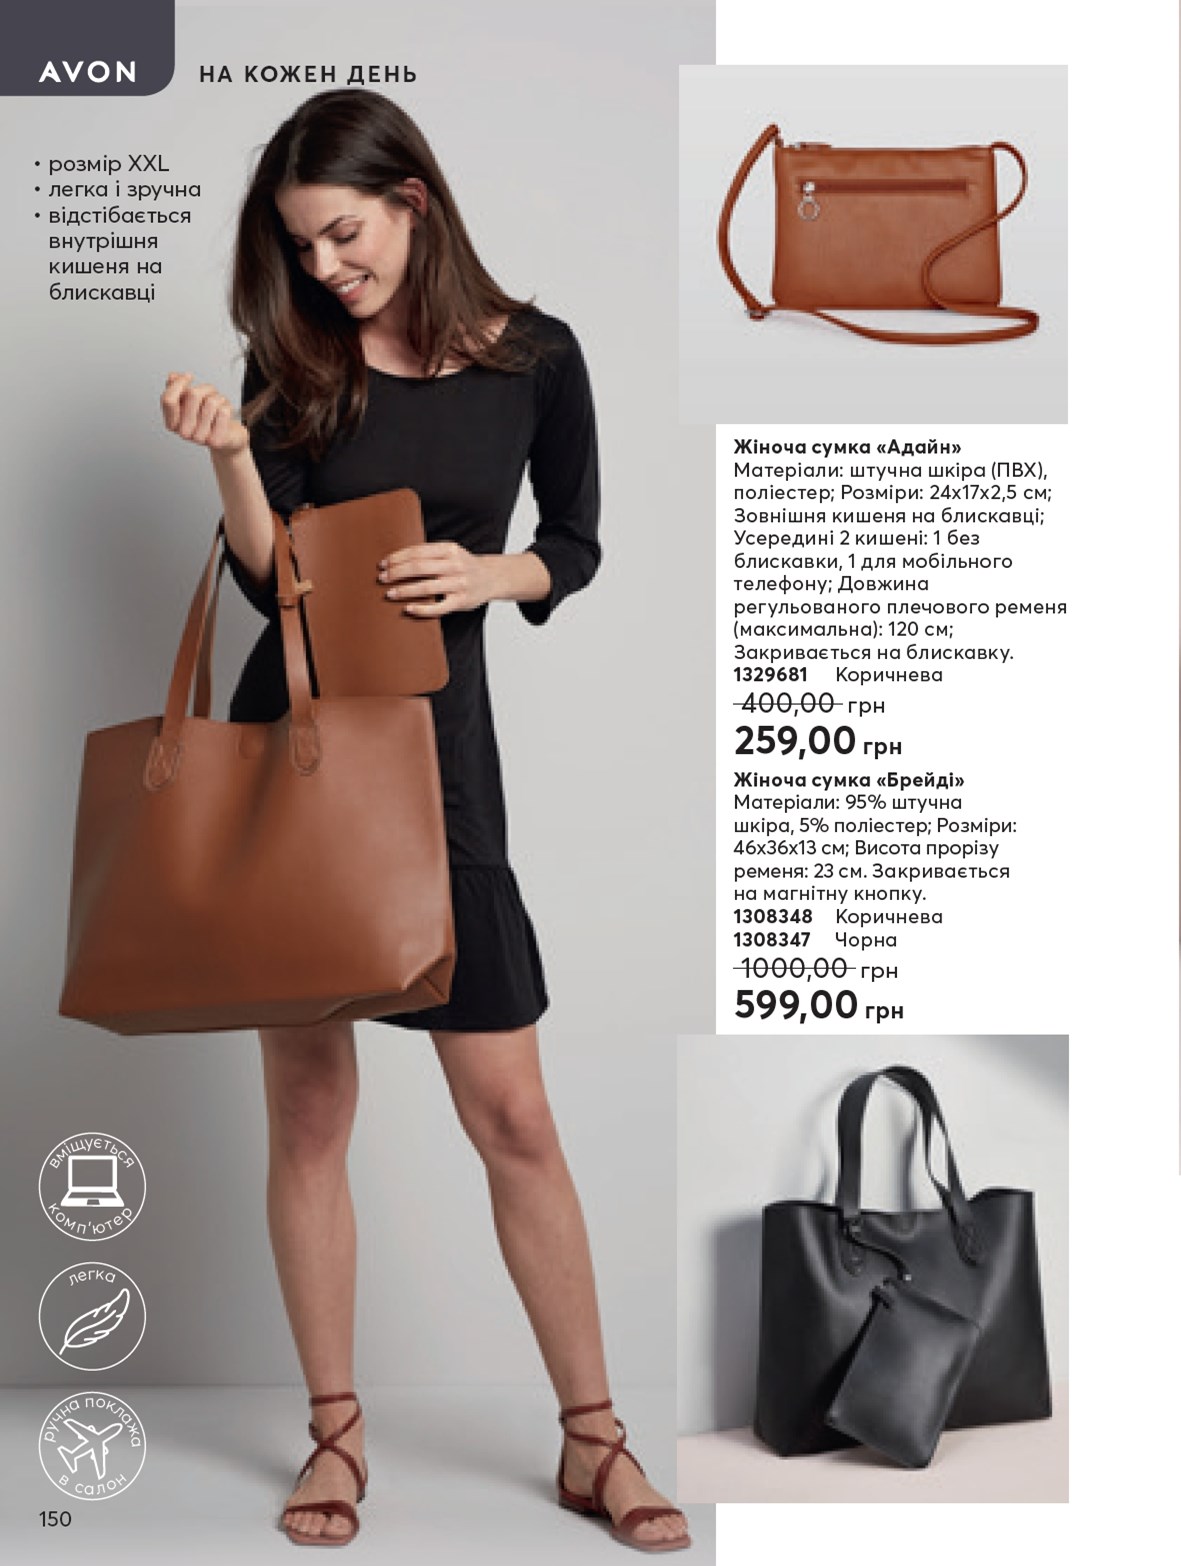 AVON
НА КОЖЕН ДЕНЬ
• розмір XXL
• легка і зручна
• відстібається
внутрішня
кишеня на
блискавці
Жіноча сумка «Адайн»
Матеріали: штучна шкіра (ПВХ),
поліестер; Розміри: 24x17x2,5 см;
Зовнішня кишеня на блискавці;
Усередині 2 кишені: 1 без
блискавки, 1 для мобільного
телефону; Довжина
регульованого плечового ременя
(максимальна): 120 см;
Закривається на блискавку.
1329681 Коричнева
400,00 грн
259,00 грн
Жіноча сумка «Брейді»
Матеріали: 95% штучна
шкіра, 5% поліестер; Розміри:
46x36x13 см; Висота прорізу
ременя: 23 см. Закривається
на магнітну кнопку.
1308348 Коричнева
1308347 Чорна
1000,00 грн
599,00 грн
вміщується
комп'ютер
легка
ручна поклажа
в салон
150